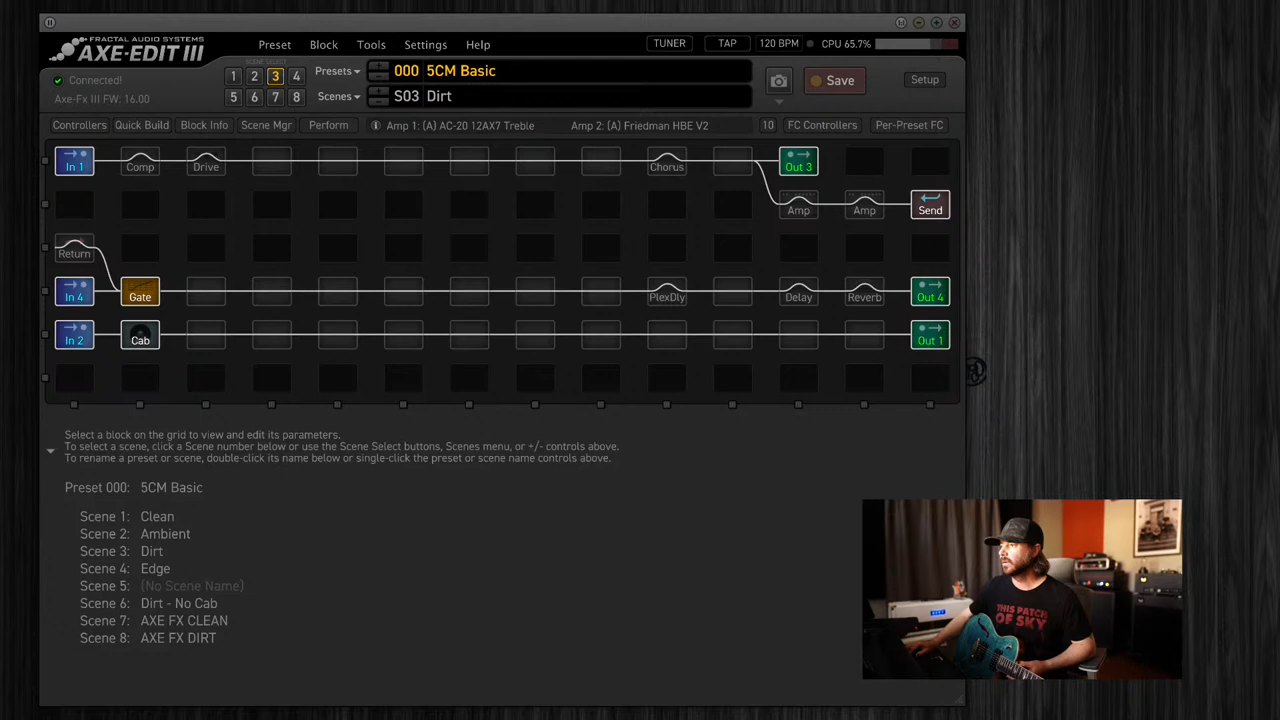 FRACTAL AUDIO SYSTEMS
AXE-EDIT III
Preset Block Tools Settings Help
TUNER TAP 120 BPM CPU 65.7%
Connected!
Axe-Fx III FW: 16.00
SCENE SELECT
1 2 3 4
5 6 7 8
Presets 000 5CM Basic
Scenes S03 Dirt
Save Setup
Controllers Quick Build Block Info Scene Mgr Perform Amp 1: (A) AC-20 12AX7 Treble Amp 2: (A) Friedman HBE V2 10 FC Controllers Per-Preset FC
In 1 Comp Drive Chorus Out 3
Amp Amp Send
Return
In 4 Gate PlexDly Delay Reverb Out 4
In 2 Cab Out 1
Select a block on the grid to view and edit its parameters.
To select a scene, click a Scene number below or use the Scene Select buttons, Scenes menu, or +/- controls above.
To rename a preset or scene, double-click its name below or single-click the preset or scene name controls above.
Preset 000: 5CM Basic
Scene 1: Clean
Scene 2: Ambient
Scene 3: Dirt
Scene 4: Edge
Scene 5: (No Scene Name)
Scene 6: Dirt - No Cab
Scene 7: AXE FX CLEAN
Scene 8: AXE FX DIRT
THIS PATCH
OF SKY